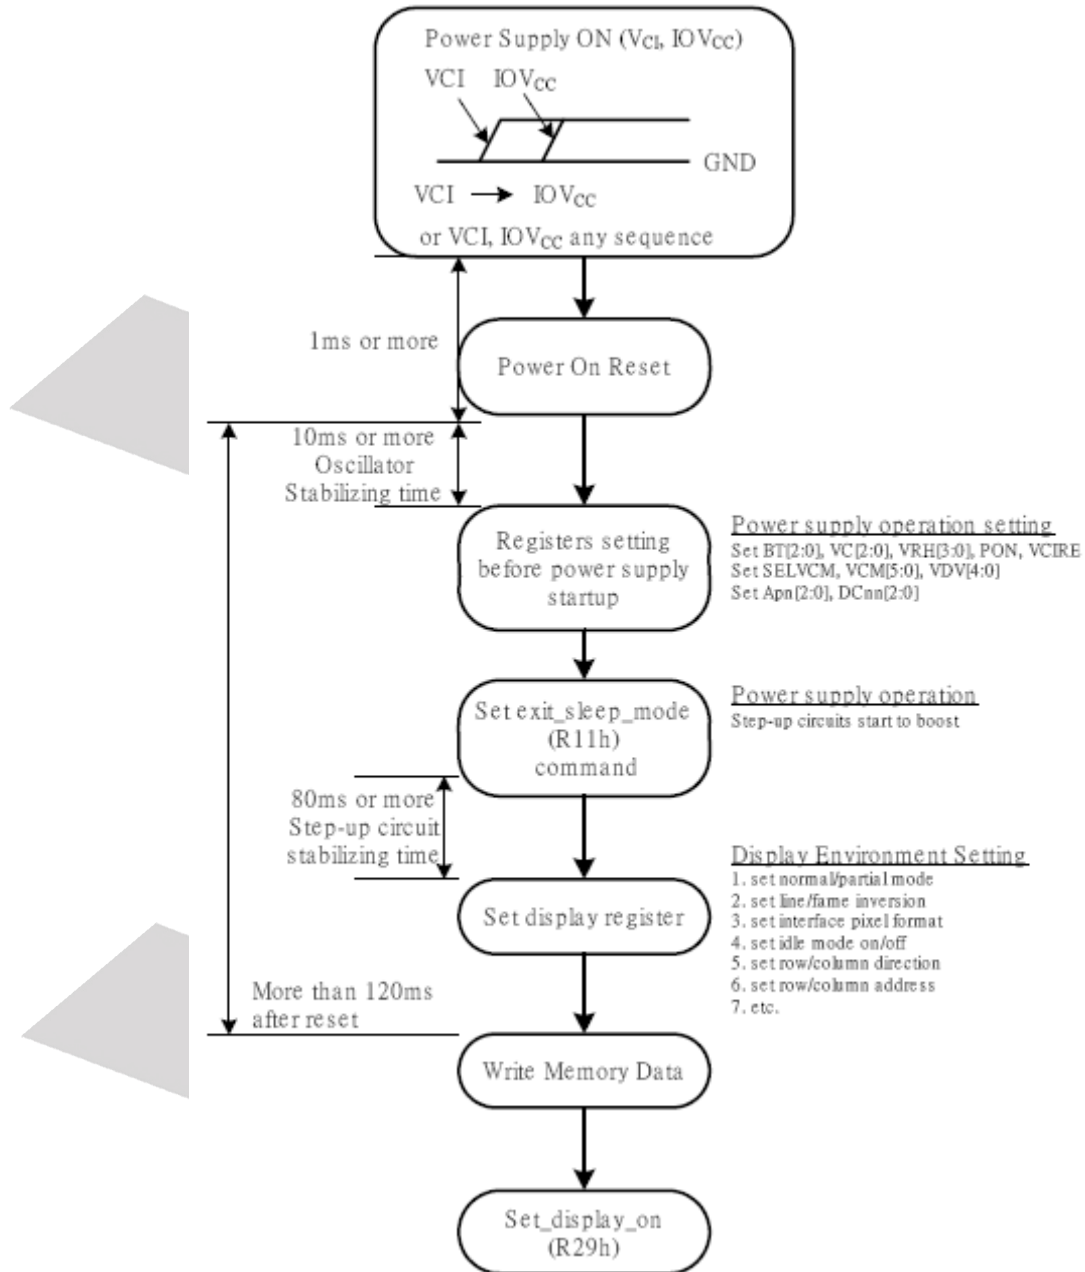 Power Supply ON (VCI, IOVCC)
VCI IOVCC
GND
VCI → IOVCC
or VCI, IOVCC any sequence
1ms or more
Power On Reset
10ms or more
Oscillator
Stabilizing time
Registers setting
before power supply
startup
Power supply operation setting
Set BT[2:0], VC[2:0], VRH[3:0], PON, VCIRE
Set SELVCM, VCM[5:0], VDV[4:0]
Set Apn[2:0], DCnn[2:0]
Set exit_sleep_mode
(R11h)
command
Power supply operation
Step-up circuits start to boost
80ms or more
Step-up circuit
stabilizing time
Set display register
Display Environment Setting
1. set normal/partial mode
2. set line/fame inversion
3. set interface pixel format
4. set idle mode on/off
5. set row/column direction
6. set row/column address
7. etc.
More than 120ms
after reset
Write Memory Data
Set_display_on
(R29h)